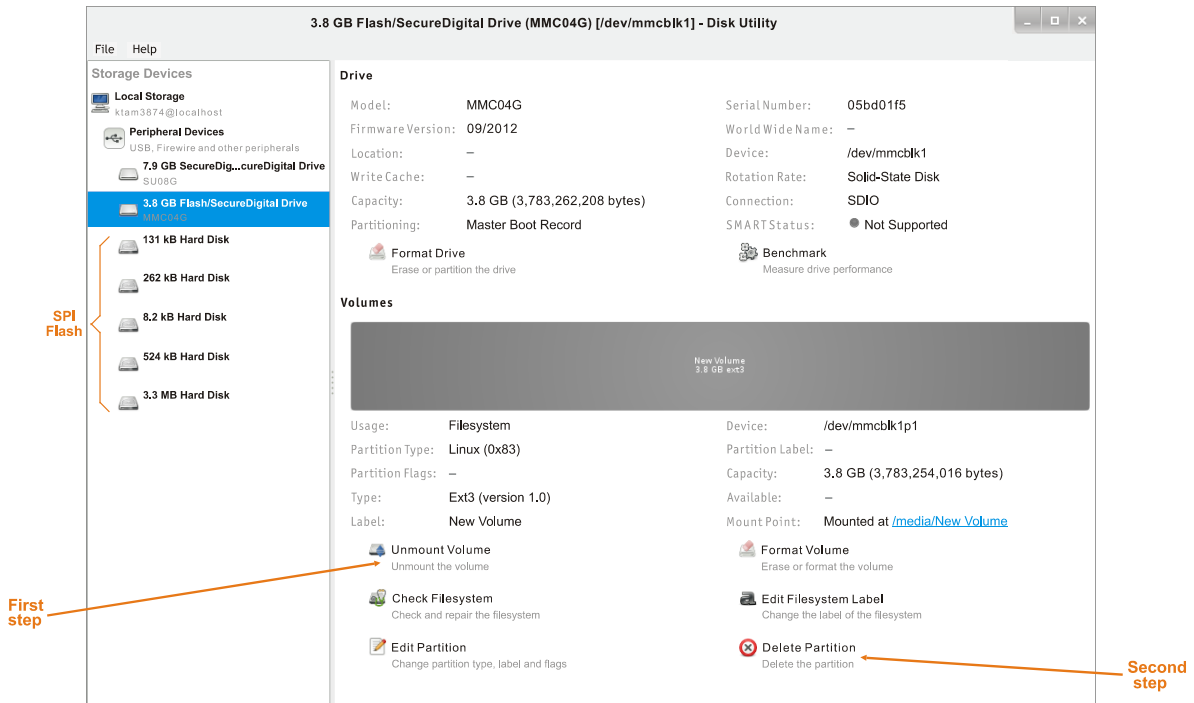 3.8 GB Flash/SecureDigital Drive (MMC04G) [/dev/mmcblk1] - Disk Utility
File Help
Storage Devices
Local Storage
ktam3874@localhost
Peripheral Devices
USB, Firewire and other peripherals
7.9 GB SecureDig...cureDigital Drive
SU08G
3.8 GB Flash/SecureDigital Drive
MMC04G
131 kB Hard Disk
262 kB Hard Disk
8.2 kB Hard Disk
524 kB Hard Disk
3.3 MB Hard Disk
SPI
Flash
Drive
Model: MMC04G Serial Number: 05bd01f5
Firmware Version: 09/2012 World Wide Name: –
Location: – Device: /dev/mmcblk1
Write Cache: – Rotation Rate: Solid-State Disk
Capacity: 3.8 GB (3,783,262,208 bytes) Connection: SDIO
Partitioning: Master Boot Record SMART Status: Not Supported
Format Drive Benchmark
Erase or partition the drive Measure drive performance
Volumes
New Volume
3.8 GB ext3
Usage: Filesystem Device: /dev/mmcblk1p1
Partition Type: Linux (0x83) Partition Label: –
Partition Flags: – Capacity: 3.8 GB (3,783,254,016 bytes)
Type: Ext3 (version 1.0) Available: –
Label: New Volume Mount Point: Mounted at /media/New Volume
Unmount Volume Format Volume
Unmount the volume Erase or format the volume
Check Filesystem Edit Filesystem Label
Check and repair the filesystem Change the label of the filesystem
Edit Partition Delete Partition
Change partition type, label and flags Delete the partition
First
step
Second
step